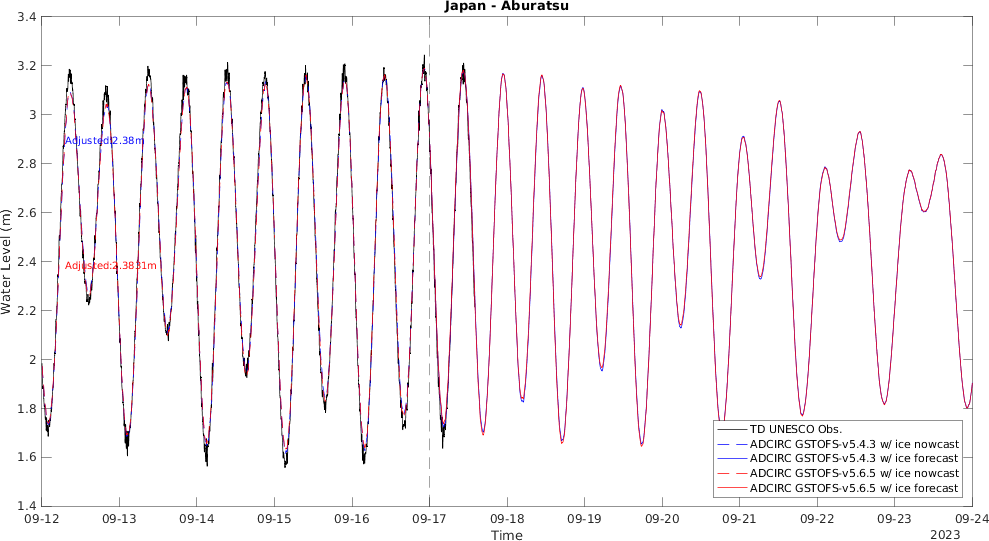 Japan - Aburatsu
3.4
3.2
3
2.8
2.6
2.4
2.2
2
1.8
1.6
1.4
Water Level (m)
Adjusted:2.38m
Adjusted:2.3831m
TD UNESCO Obs.
ADCIRC GSTOFS-v5.4.3 w/ ice nowcast
ADCIRC GSTOFS-v5.4.3 w/ ice forecast
ADCIRC GSTOFS-v5.6.5 w/ ice nowcast
ADCIRC GSTOFS-v5.6.5 w/ ice forecast
09-12 09-13 09-14 09-15 09-16 09-17 09-18 09-19 09-20 09-21 09-22 09-23 09-24
Time
2023